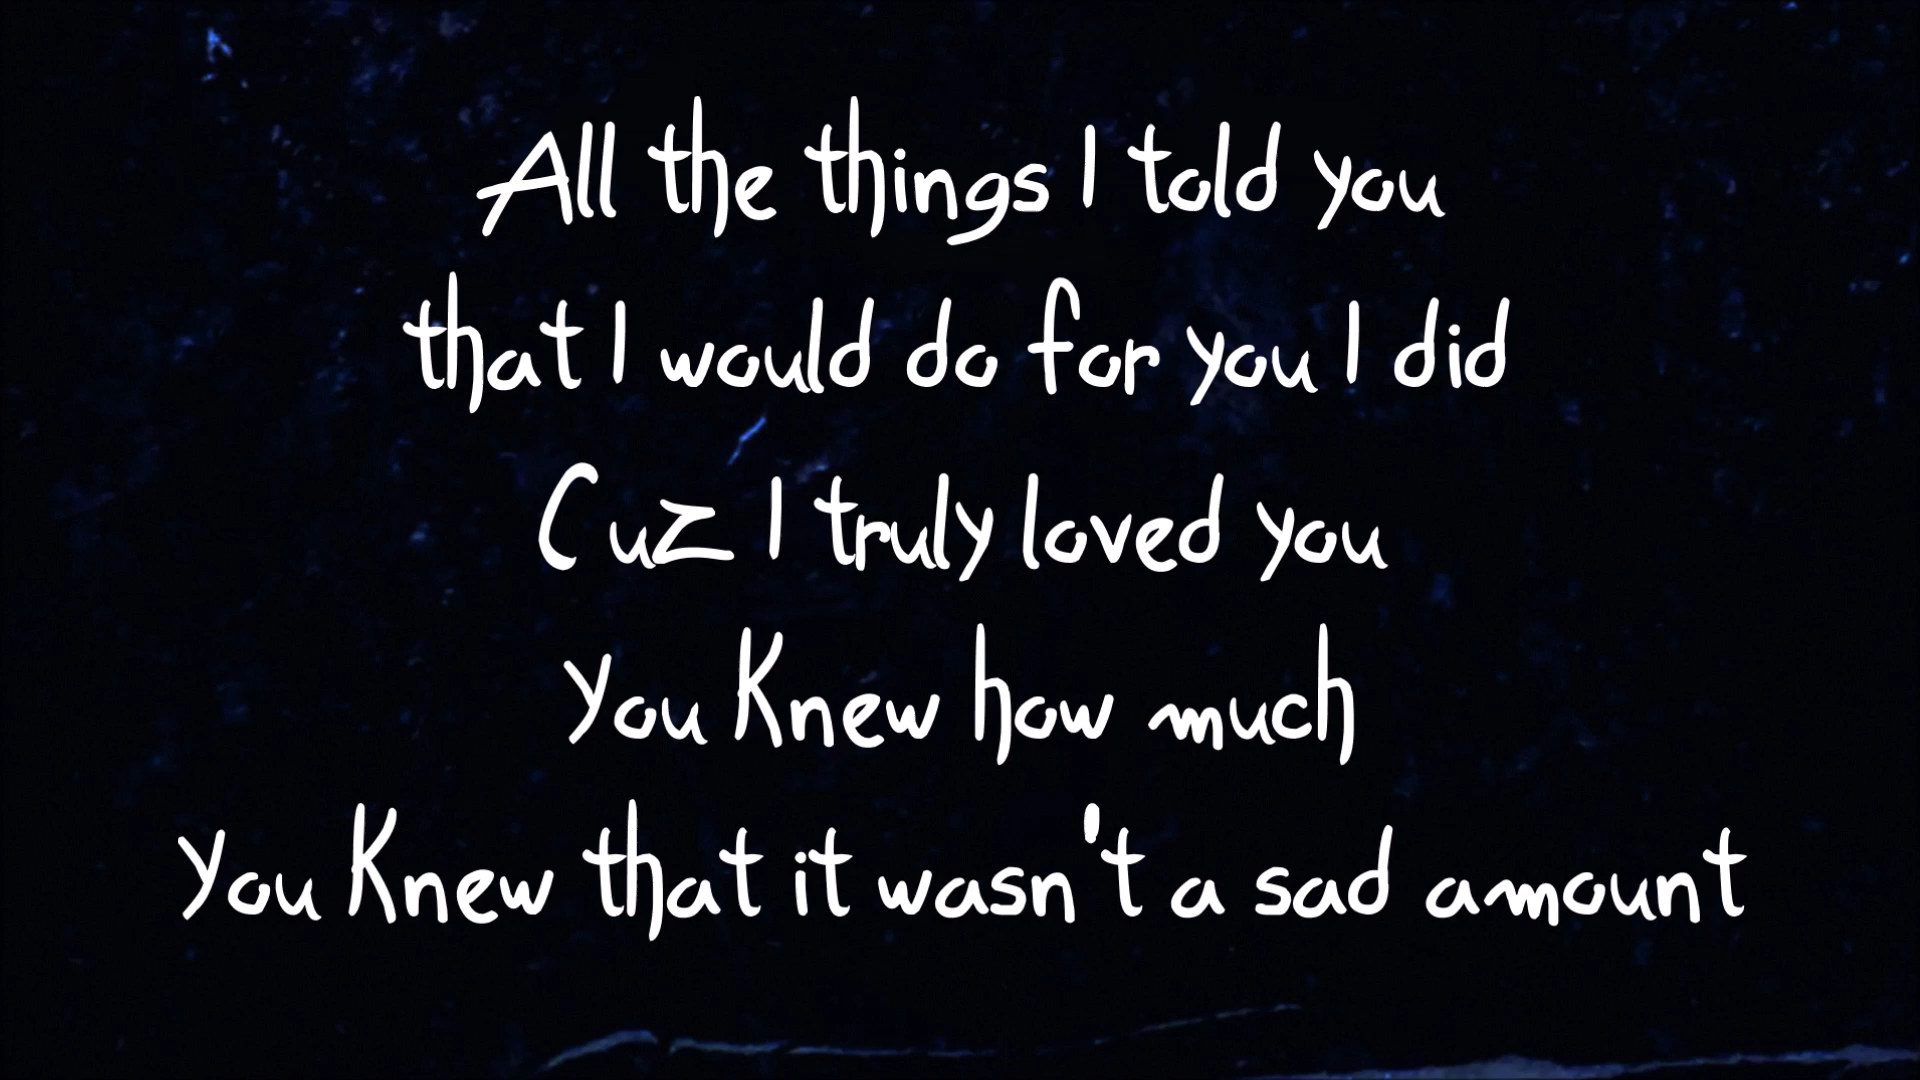 All the things I told you
that I would do for you I did
Cuz I truly loved you
You Knew how much
You Knew that it wasn't a sad amount